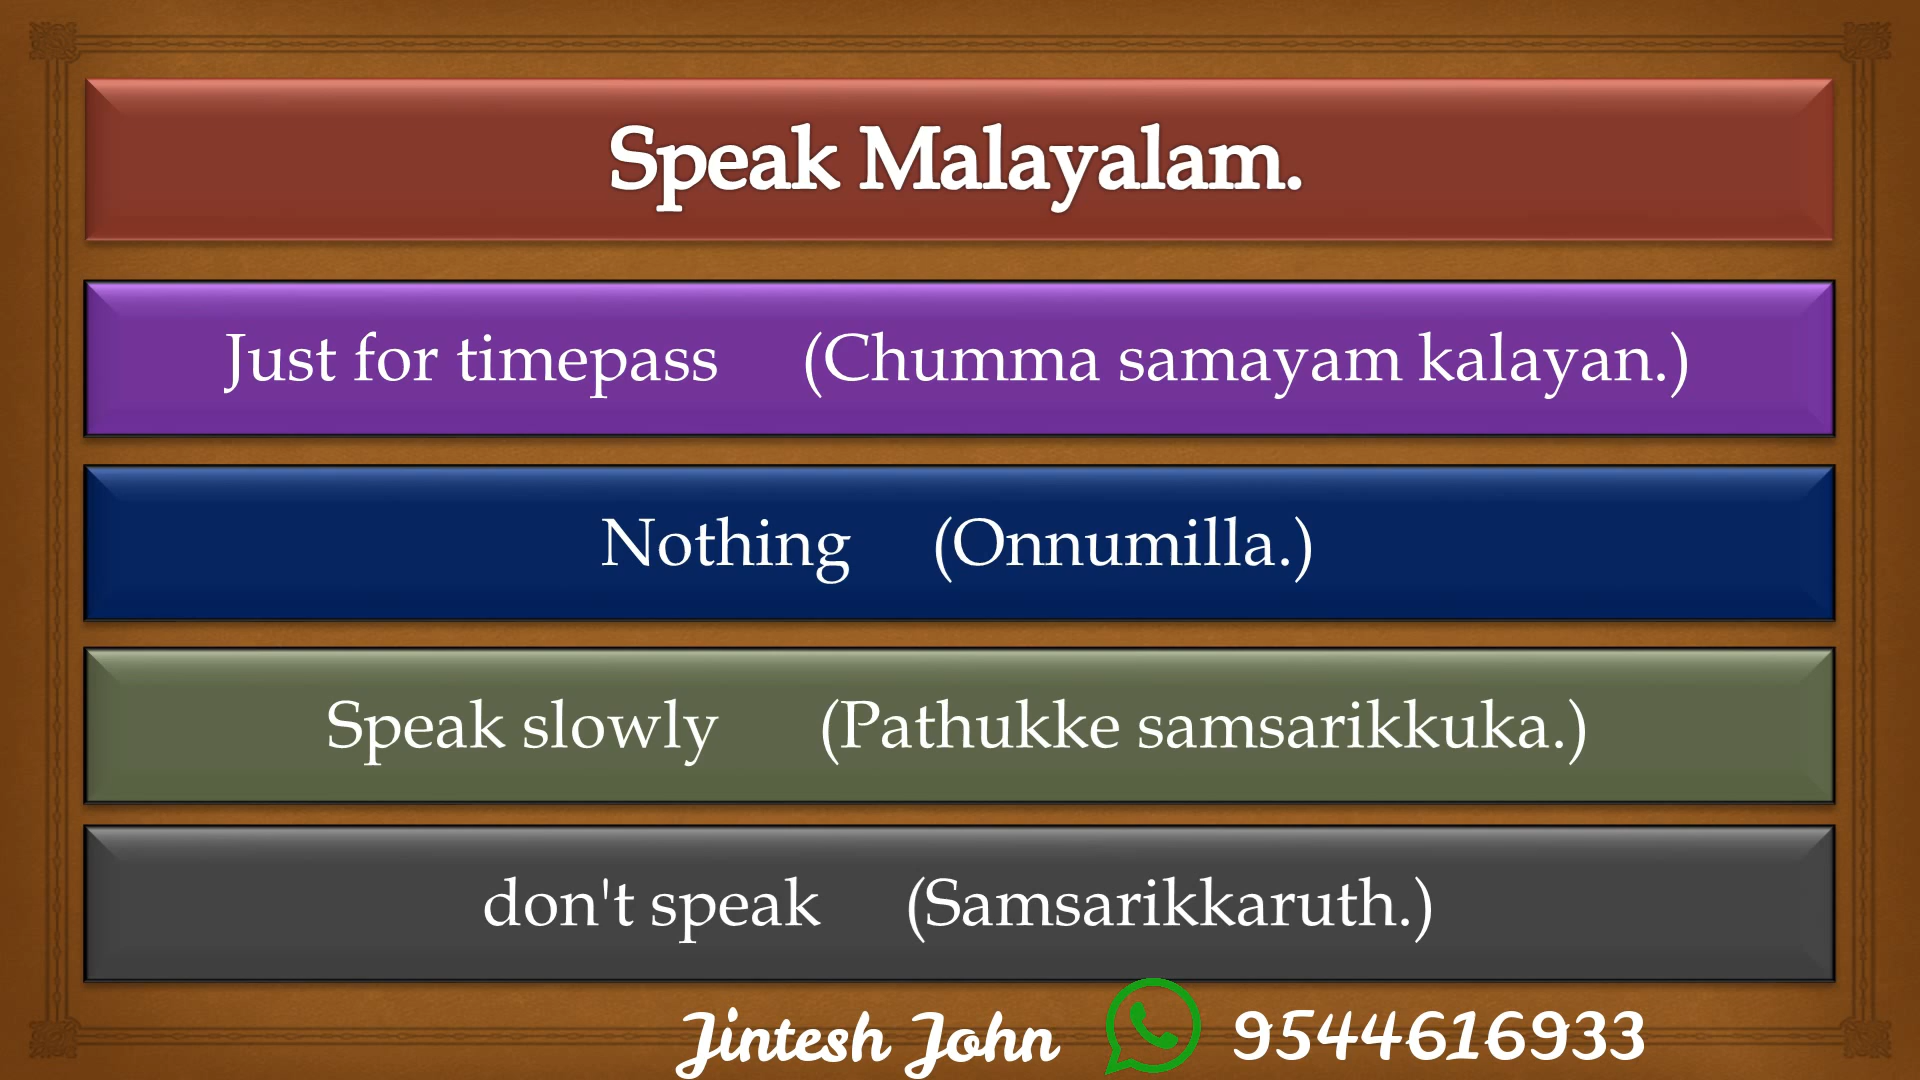 Speak Malayalam.
Just for timepass (Chumma samayam kalayan.)
Nothing (Onnumilla.)
Speak slowly (Pathukke samsarikkuka.)
don't speak (Samsarikkaruth.)
Jintesh John 9544616933